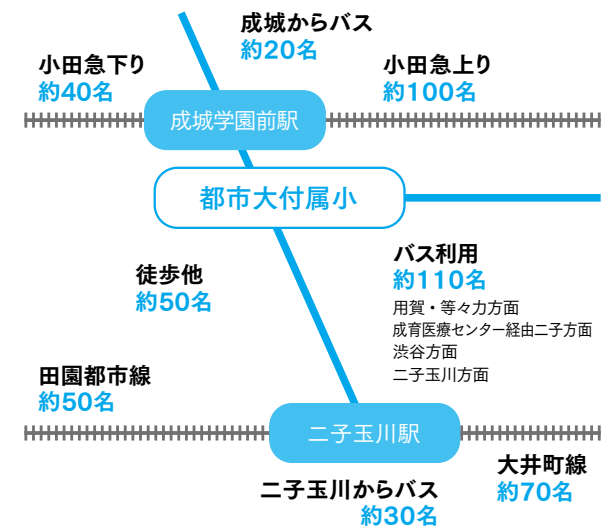 成城からバス
約20名
小田急下り
約40名
小田急上り
約100名
成城学園前駅
都市大付属小
バス利用
約110名
用賀・等々力方面
成育医療センター経由二子方面
渋谷方面
二子玉川方面
徒歩他
約50名
田園都市線
約50名
二子玉川駅
大井町線
約70名
二子玉川からバス
約30名